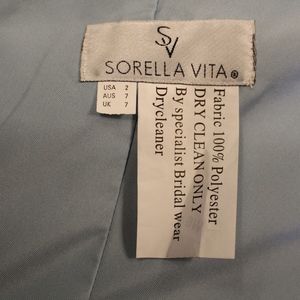 SV
SORELLA VITA®
USA 2
AUS 7
UK 7
Fabric 100% Polyester
DRY CLEAN ONLY
By specialist Bridal wear
Drycleaner